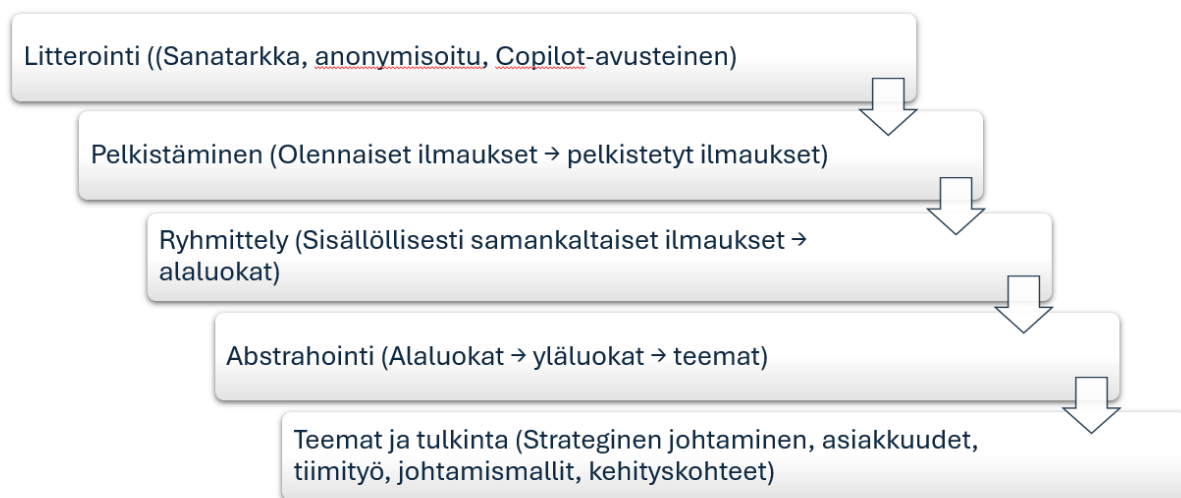 Litterointi ((Sanatarkka, anonymisoitu, Copilot-avusteinen)
Pelkistäminen (Olennaiset ilmaukset → pelkistetyt ilmaukset)
Ryhmittely (Sisällöllisesti samankaltaiset ilmaukset →
alaluokat)
Abstrahointi (Alaluokat → yläluokat → teemat)
Teemat ja tulkinta (Strateginen johtaminen, asiakkuudet,
tiimityö, johtamismallit, kehityskohteet)